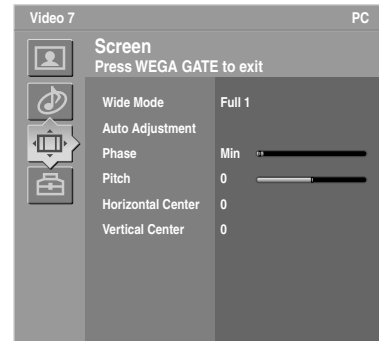 Video 7 PC
Screen
Press WEGA GATE to exit
Wide Mode Full 1
Auto Adjustment
Phase Min
Pitch 0
Horizontal Center 0
Vertical Center 0